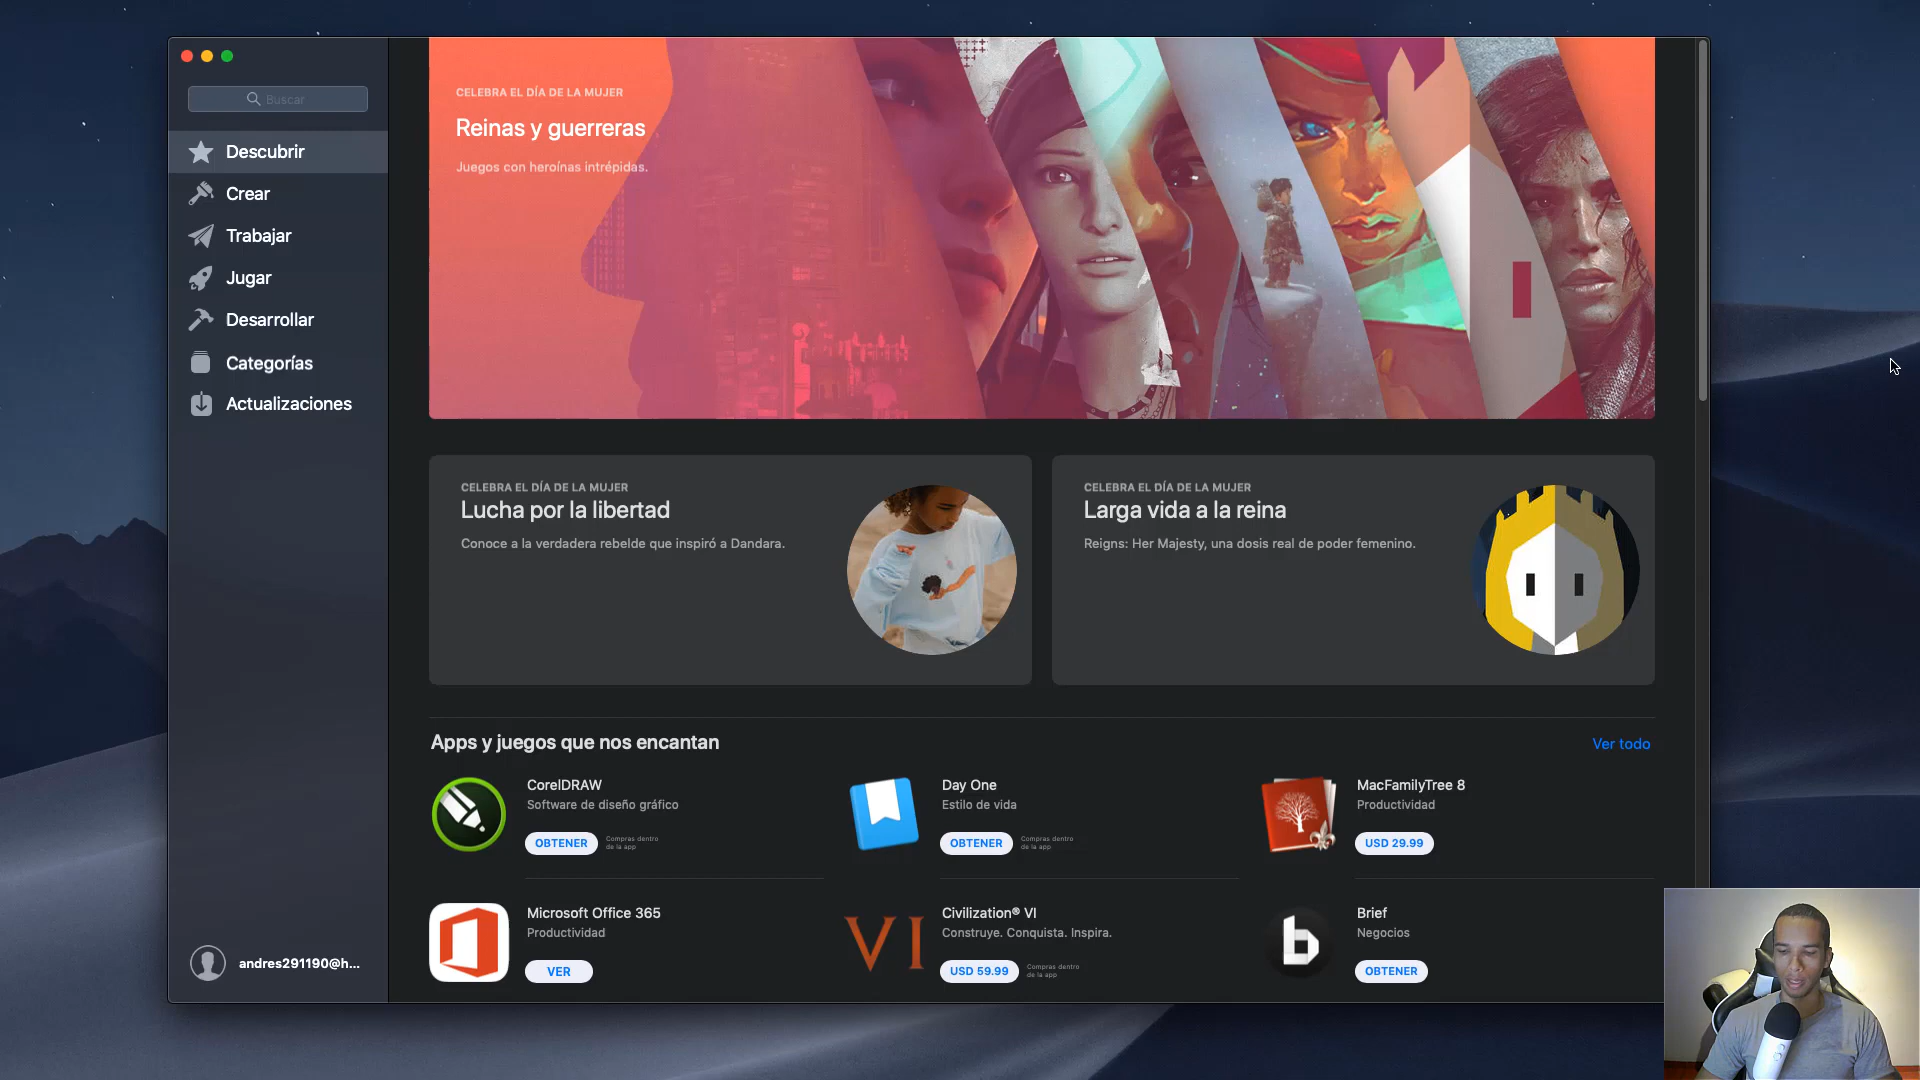 Buscar
Descubrir
Crear
Trabajar
Jugar
Desarrollar
Categorías
Actualizaciones
andres291190@h...
CELEBRA EL DÍA DE LA MUJER
Reinas y guerreras
Juegos con heroínas intrépidas.
CELEBRA EL DÍA DE LA MUJER
Lucha por la libertad
Conoce a la verdadera rebelde que inspiró a Dandara.
CELEBRA EL DÍA DE LA MUJER
Larga vida a la reina
Reigns: Her Majesty, una dosis real de poder femenino.
Apps y juegos que nos encantan
Ver todo
CorelDRAW
Software de diseño gráfico
OBTENER
Compras dentro
de la app
Day One
Estilo de vida
OBTENER
Compras dentro
de la app
MacFamilyTree 8
Productividad
USD 29.99
Microsoft Office 365
Productividad
VER
VI
Civilization® VI
Construye. Conquista. Inspira.
USD 59.99
Compras dentro
de la app
b
Brief
Negocios
OBTENER